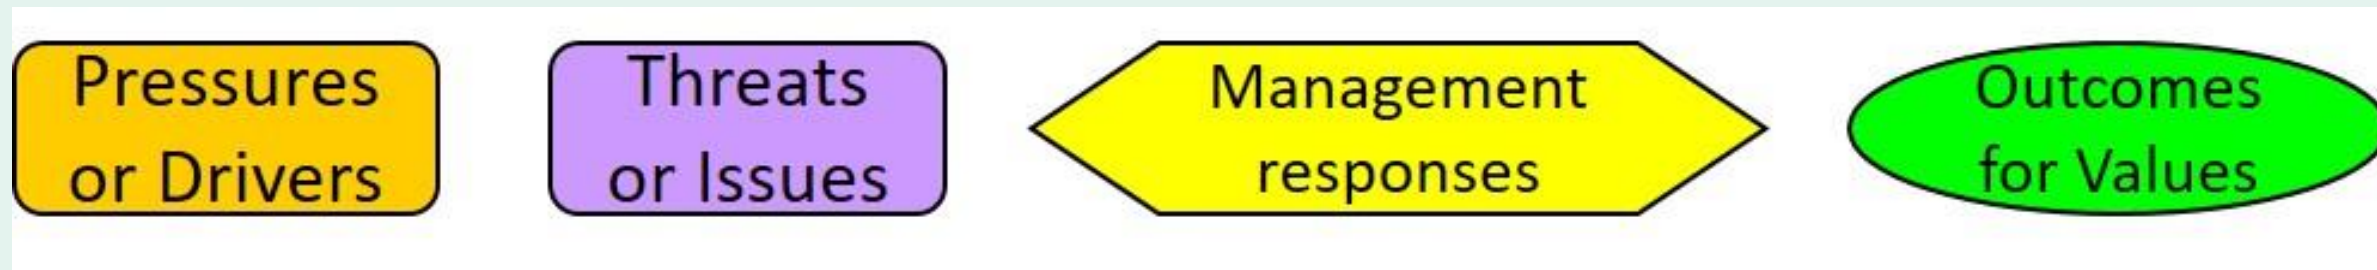 Pressures
or Drivers
Threats
or Issues
Management
responses
Outcomes
for Values